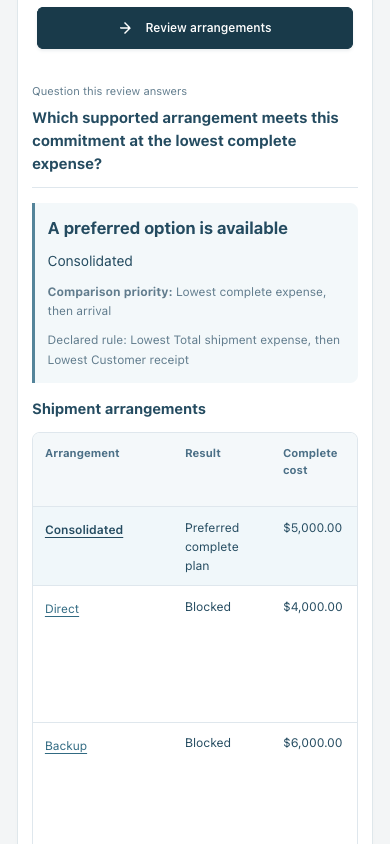 Review arrangements
Question this review answers
Which supported arrangement meets this
commitment at the lowest complete
expense?
A preferred option is available
Consolidated
Comparison priority: Lowest complete expense,
then arrival
Declared rule: Lowest Total shipment expense, then
Lowest Customer receipt
Shipment arrangements
Arrangement Result Complete
cost
Consolidated Preferred $5,000.00
complete
plan
Direct Blocked $4,000.00
Backup Blocked $6,000.00